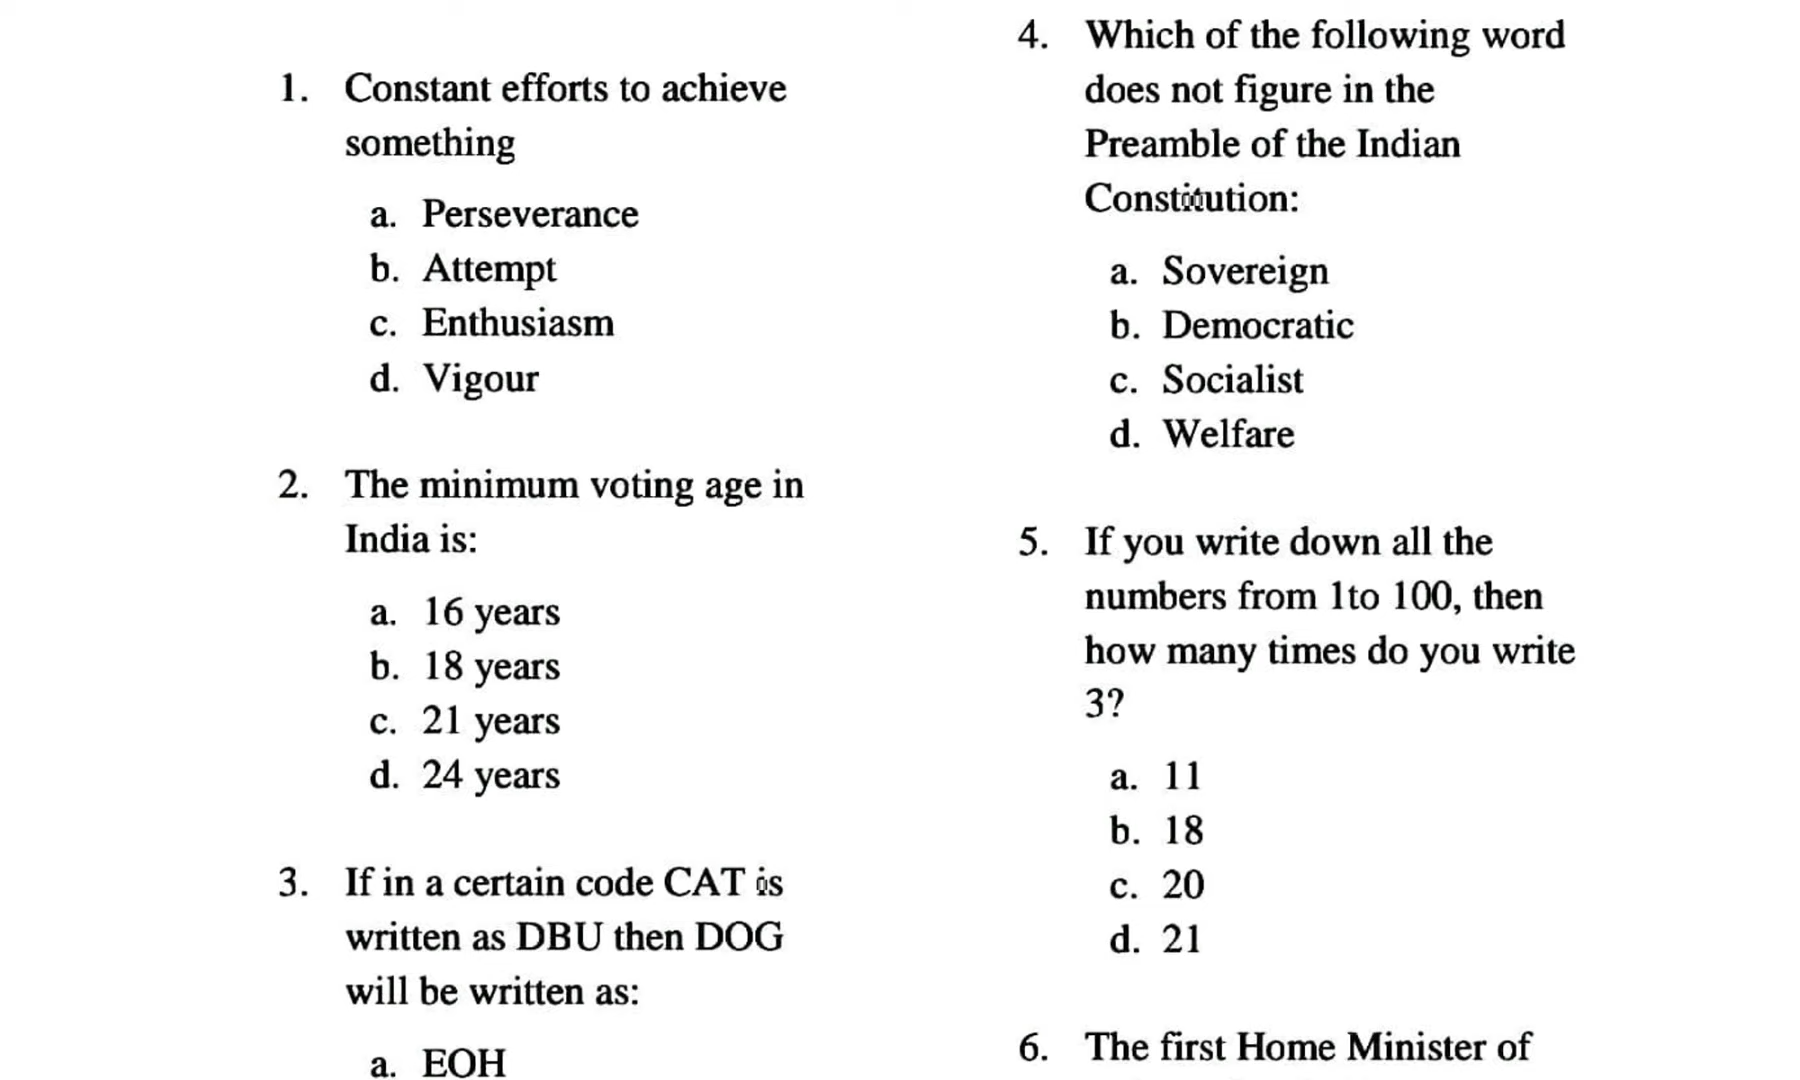 1. Constant efforts to achieve
something
a. Perseverance
b. Attempt
c. Enthusiasm
d. Vigour
2. The minimum voting age in
India is:
a. 16 years
b. 18 years
c. 21 years
d. 24 years
3. If in a certain code CAT is
written as DBU then DOG
will be written as:
a. EOH
4. Which of the following word
does not figure in the
Preamble of the Indian
Constitution:
a. Sovereign
b. Democratic
c. Socialist
d. Welfare
5. If you write down all the
numbers from 1to 100, then
how many times do you write
3?
a. 11
b. 18
c. 20
d. 21
6. The first Home Minister of